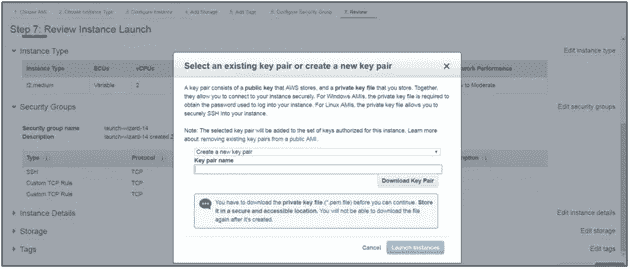 1. Choose AMI 2. Choose Instance Type 3. Configure Instance 4. Add Storage 5. Add Tags 6. Configure Security Group 7. Review
Step 7: Review Instance Launch
Instance Type
Edit instance type
Instance Type ECUs vCPUs Performance
t2.medium Variable 2 to Moderate
Security Groups
Edit security groups
Security group name launch-wizard-14
Description launch-wizard-14 created 2
Type Protocol
SSH TCP
Custom TCP Rule TCP
Custom TCP Rule TCP
Instance Details
Edit instance details
Storage
Edit storage
Tags
Edit tags
Select an existing key pair or create a new key pair
A key pair consists of a public key that AWS stores, and a private key file that you store. Together,
they allow you to connect to your instance securely. For Windows AMIs, the private key file is required to
obtain the password used to log into your instance. For Linux AMIs, the private key file allows you to
securely SSH into your instance.
Note: The selected key pair will be added to the set of keys authorized for this instance. Learn more
about removing existing key pairs from a public AMI.
Create a new key pair
Key pair name
Download Key Pair
You have to download the private key file (*.pem file) before you can continue. Store
it in a secure and accessible location. You will not be able to download the file
again after it's created.
Cancel Launch Instances